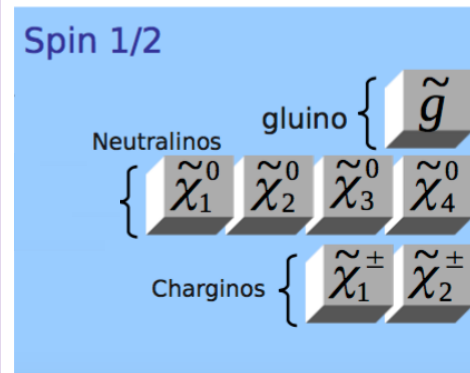 Spin 1/2
gluino { g̃
Neutralinos
{ χ̃₁⁰ χ̃₂⁰ χ̃₃⁰ χ̃₄⁰
Charginos { χ̃₁± χ̃₂±